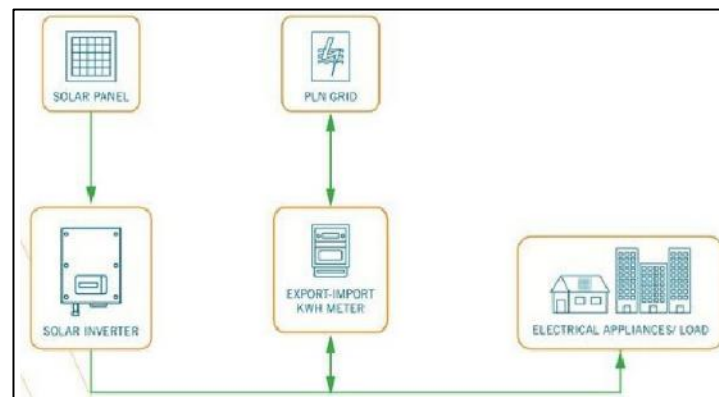 SOLAR PANEL
PLN GRID
SOLAR INVERTER
EXPORT-IMPORT
KWH METER
ELECTRICAL APPLIANCES/ LOAD